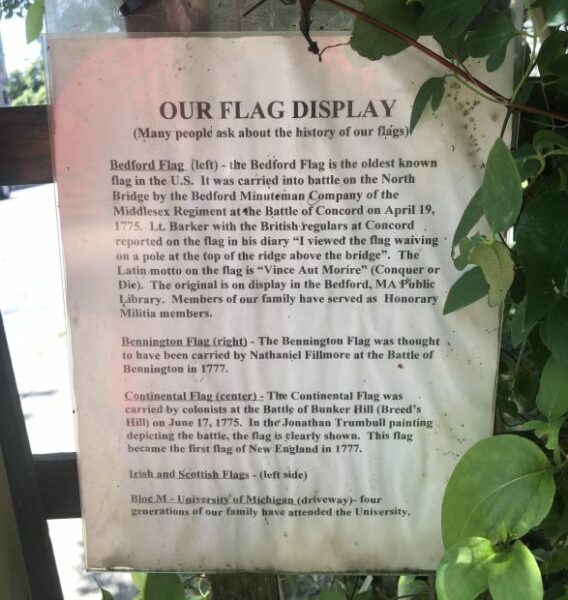 OUR FLAG DISPLAY
(Many people ask about the history of our flags)
Bedford Flag (left) - the Bedford Flag is the oldest known
flag in the U.S. It was carried into battle on the North
Bridge by the Bedford Minuteman Company of the
Middlesex Regiment at the Battle of Concord on April 19,
1775. Lt. Barker with the British regulars at Concord
reported on the flag in his diary "I viewed the flag waiving
on a pole at the top of the ridge above the bridge". The
Latin motto on the flag is "Vince Aut Morire" (Conquer or
Die). The original is on display in the Bedford, MA Public
Library. Members of our family have served as Honorary
Militia members.
Bennington Flag (right) - The Bennington Flag was thought
to have been carried by Nathaniel Fillmore at the Battle of
Bennington in 1777.
Continental Flag (center) - The Continental Flag was
carried by colonists at the Battle of Bunker Hill (Breed's
Hill) on June 17, 1775. In the Jonathan Trumbull painting
depicting the battle, the flag is clearly shown. This flag
became the first flag of New England in 1777.
Irish and Scottish Flags - (left side)
Bloc M - University of Michigan (driveway)- four
generations of our family have attended the University.